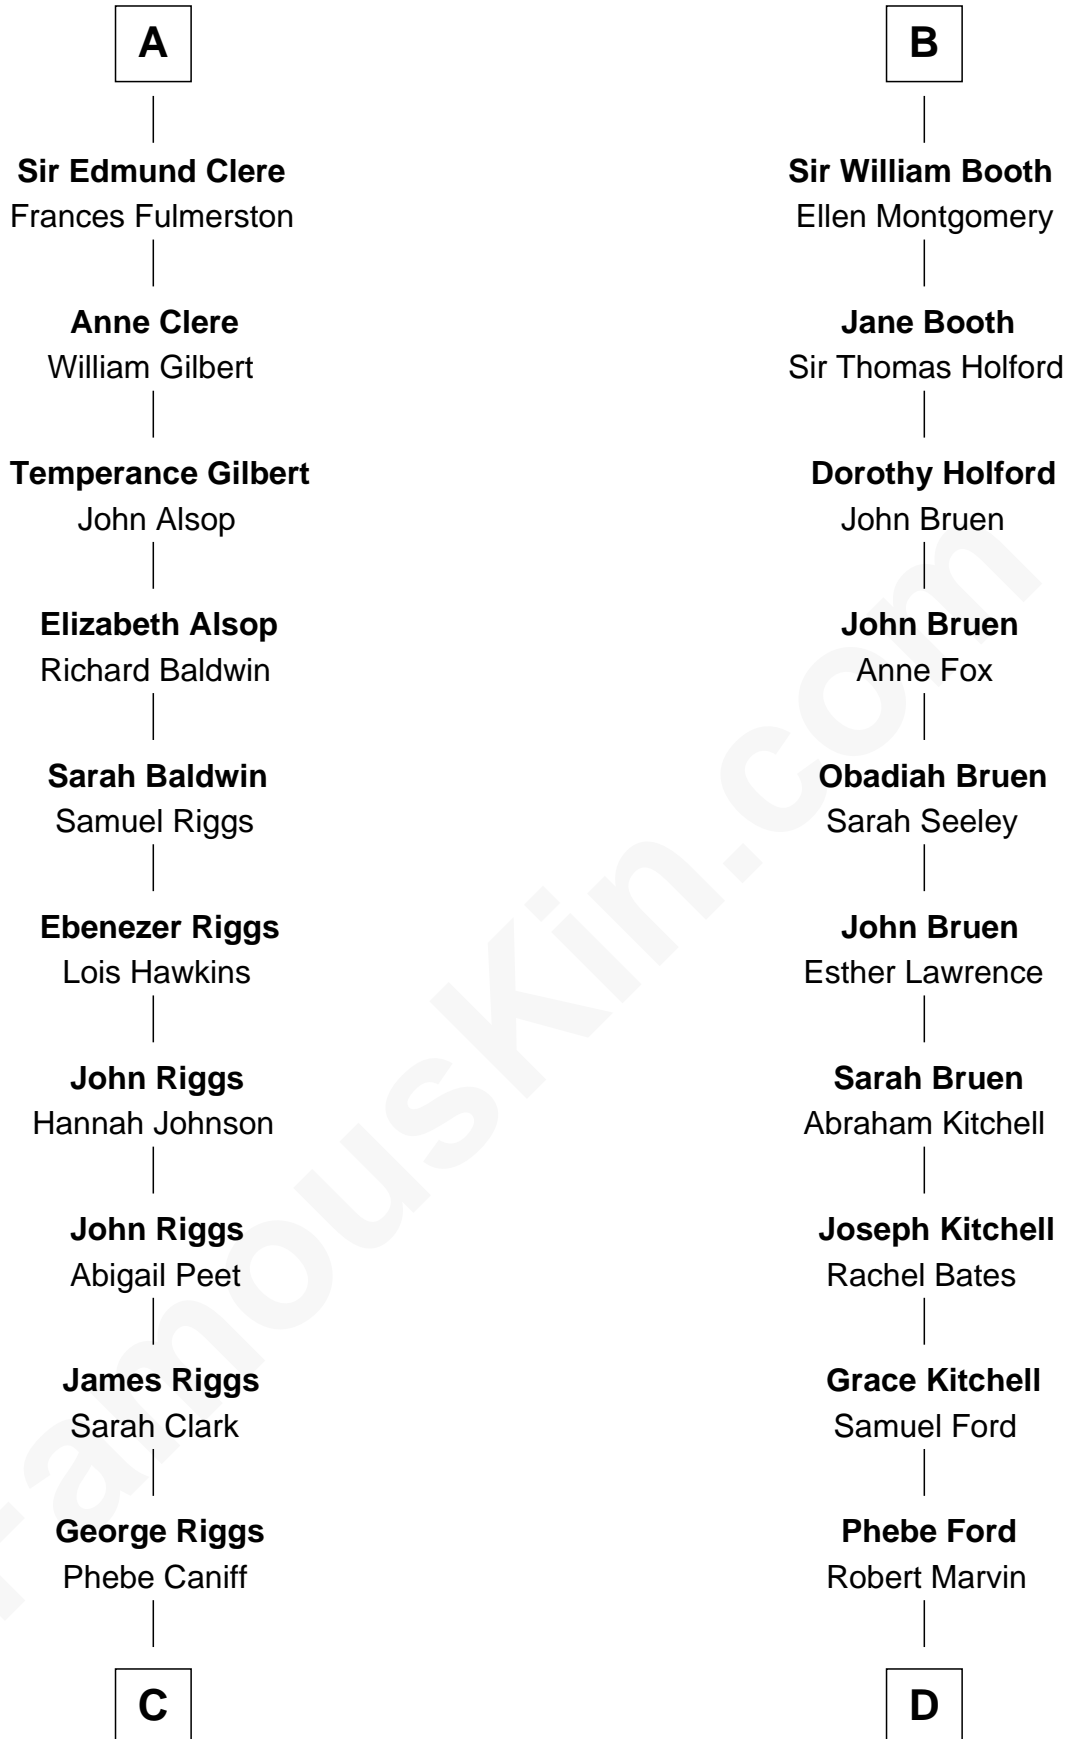 A
Sir Edmund Clere
Frances Fulmerston
Anne Clere
William Gilbert
Temperance Gilbert
John Alsop
Elizabeth Alsop
Richard Baldwin
Sarah Baldwin
Samuel Riggs
Ebenezer Riggs
Lois Hawkins
John Riggs
Hannah Johnson
John Riggs
Abigail Peet
James Riggs
Sarah Clark
George Riggs
Phebe Caniff
C
B
Sir William Booth
Ellen Montgomery
Jane Booth
Sir Thomas Holford
Dorothy Holford
John Bruen
John Bruen
Anne Fox
Obadiah Bruen
Sarah Seeley
John Bruen
Esther Lawrence
Sarah Bruen
Abraham Kitchell
Joseph Kitchell
Rachel Bates
Grace Kitchell
Samuel Ford
Phebe Ford
Robert Marvin
D
FamousKin.com